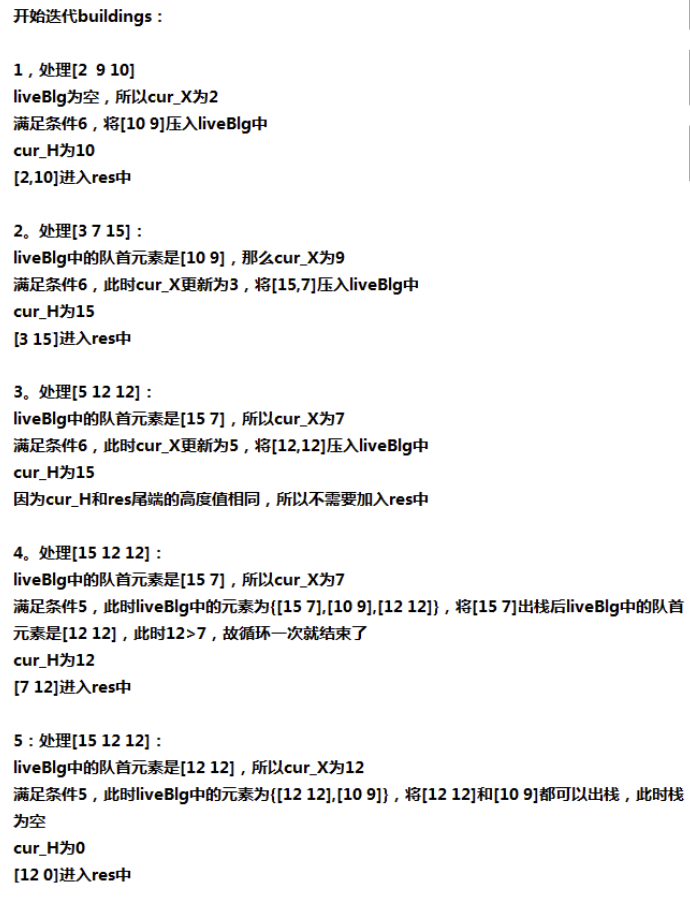 开始迭代buildings：
1，处理[2 9 10]
liveBlg为空，所以cur_X为2
满足条件6，将[10 9]压入liveBlg中
cur_H为10
[2,10]进入res中
2。处理[3 7 15]：
liveBlg中的队首元素是[10 9]，那么cur_X为9
满足条件6，此时cur_X更新为3，将[15,7]压入liveBlg中
cur_H为15
[3 15]进入res中
3。处理[5 12 12]：
liveBlg中的队首元素是[15 7]，所以cur_X为7
满足条件6，此时cur_X更新为5，将[12,12]压入liveBlg中
cur_H为15
因为cur_H和res尾端的高度值相同，所以不需要加入res中
4。处理[15 12 12]：
liveBlg中的队首元素是[15 7]，所以cur_X为7
满足条件5，此时liveBlg中的元素为{[15 7],[10 9],[12 12]}，将[15 7]出栈后liveBlg中的队首
元素是[12 12]，此时12>7，故循环一次就结束了
cur_H为12
[7 12]进入res中
5：处理[15 12 12]：
liveBlg中的队首元素是[12 12]，所以cur_X为12
满足条件5，此时liveBlg中的元素为{[12 12],[10 9]}，将[12 12]和[10 9]都可以出栈，此时栈
为空
cur_H为0
[12 0]进入res中